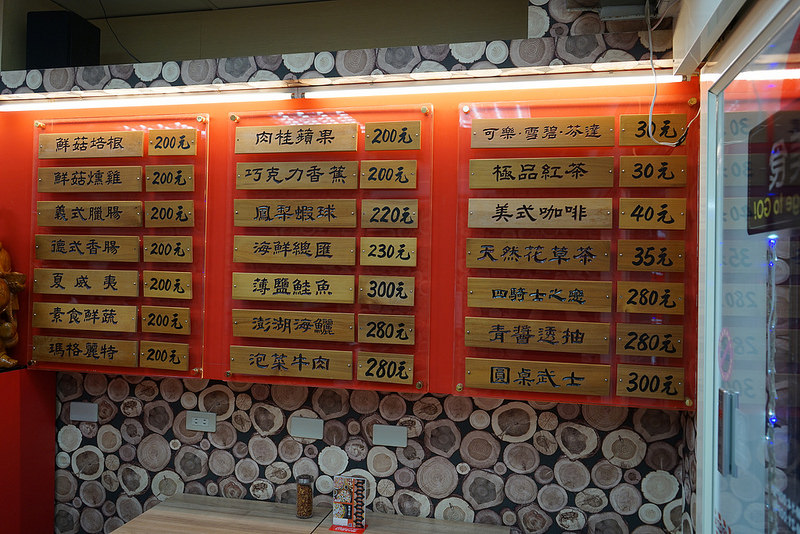 鮮菇培根 200元
鮮菇燻雞 200元
義式臘腸 200元
德式香腸 200元
夏威夷 200元
素食鮮蔬 200元
瑪格麗特 200元
肉桂蘋果 200元
巧克力香蕉 200元
鳳梨蝦球 220元
海鮮總匯 230元
薄鹽鮭魚 300元
澎湖海鱺 280元
泡菜牛肉 280元
可樂·雪碧·芬達 30元
極品紅茶 30元
美式咖啡 40元
天然花草茶 35元
四騎士之戀 280元
青醬透抽 280元
圓桌武士 300元